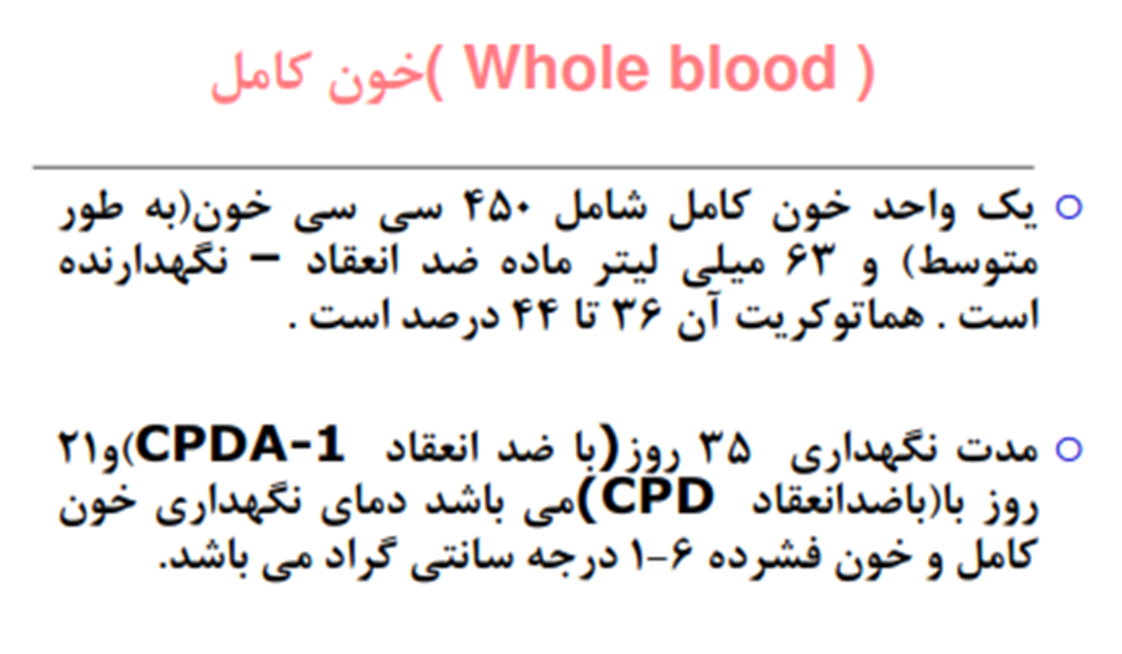 خون کامل( Whole blood )
یک واحد خون کامل شامل ۴۵۰ سی سی خون(به طور
متوسط) و ۶۳ میلی لیتر ماده ضد انعقاد – نگهدارنده
است . هماتوکریت آن ۳۶ تا ۴۴ درصد است .
مدت نگهداری ۳۵ روز(با ضد انعقاد CPDA-1)و۲۱
روز با(باضدانعقاد CPD)می باشد دمای نگهداری خون
کامل و خون فشرده ۶-۱ درجه سانتی گراد می باشد.